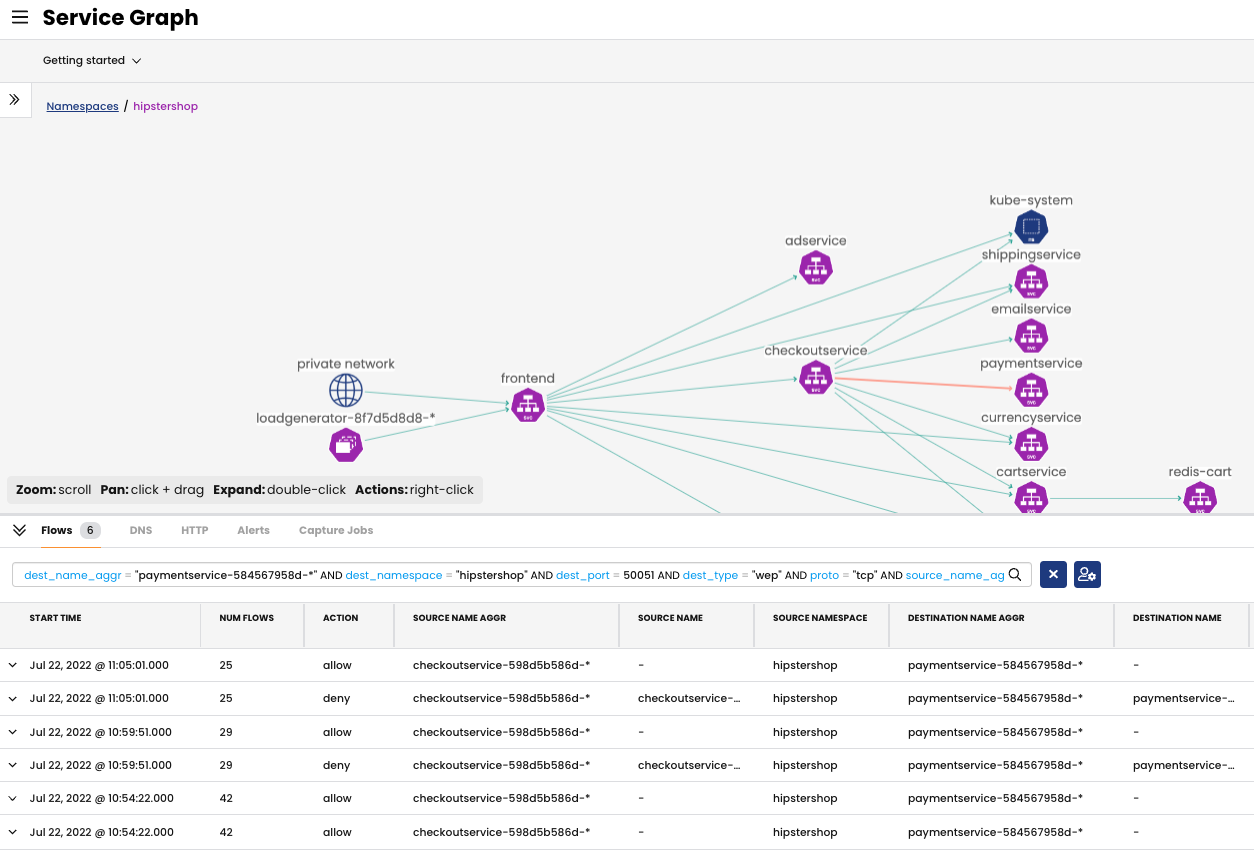 Service Graph
Getting started
Namespaces / hipstershop
kube-system
adservice
shippingservice
emailservice
checkoutservice
private network
paymentservice
frontend
loadgenerator-8f7d5d8d8-*
currencyservice
cartservice
redis-cart
Zoom: scroll Pan: click + drag Expand: double-click Actions: right-click
Flows 6 DNS HTTP Alerts Capture Jobs
dest_name_aggr = "paymentservice-584567958d-*" AND dest_namespace = "hipstershop" AND dest_port = 50051 AND dest_type = "wep" AND proto = "tcp" AND source_name_ag
START TIME NUM FLOWS ACTION SOURCE NAME AGGR SOURCE NAME SOURCE NAMESPACE DESTINATION NAME AGGR DESTINATION NAME
Jul 22, 2022 @ 11:05:01.000 25 allow checkoutservice-598d5b586d-* - hipstershop paymentservice-584567958d-* -
Jul 22, 2022 @ 11:05:01.000 25 deny checkoutservice-598d5b586d-* checkoutservice-... hipstershop paymentservice-584567958d-* paymentservice-...
Jul 22, 2022 @ 10:59:51.000 29 allow checkoutservice-598d5b586d-* - hipstershop paymentservice-584567958d-* -
Jul 22, 2022 @ 10:59:51.000 29 deny checkoutservice-598d5b586d-* checkoutservice-... hipstershop paymentservice-584567958d-* paymentservice-...
Jul 22, 2022 @ 10:54:22.000 42 allow checkoutservice-598d5b586d-* - hipstershop paymentservice-584567958d-* -
Jul 22, 2022 @ 10:54:22.000 42 allow checkoutservice-598d5b586d-* - hipstershop paymentservice-584567958d-* -